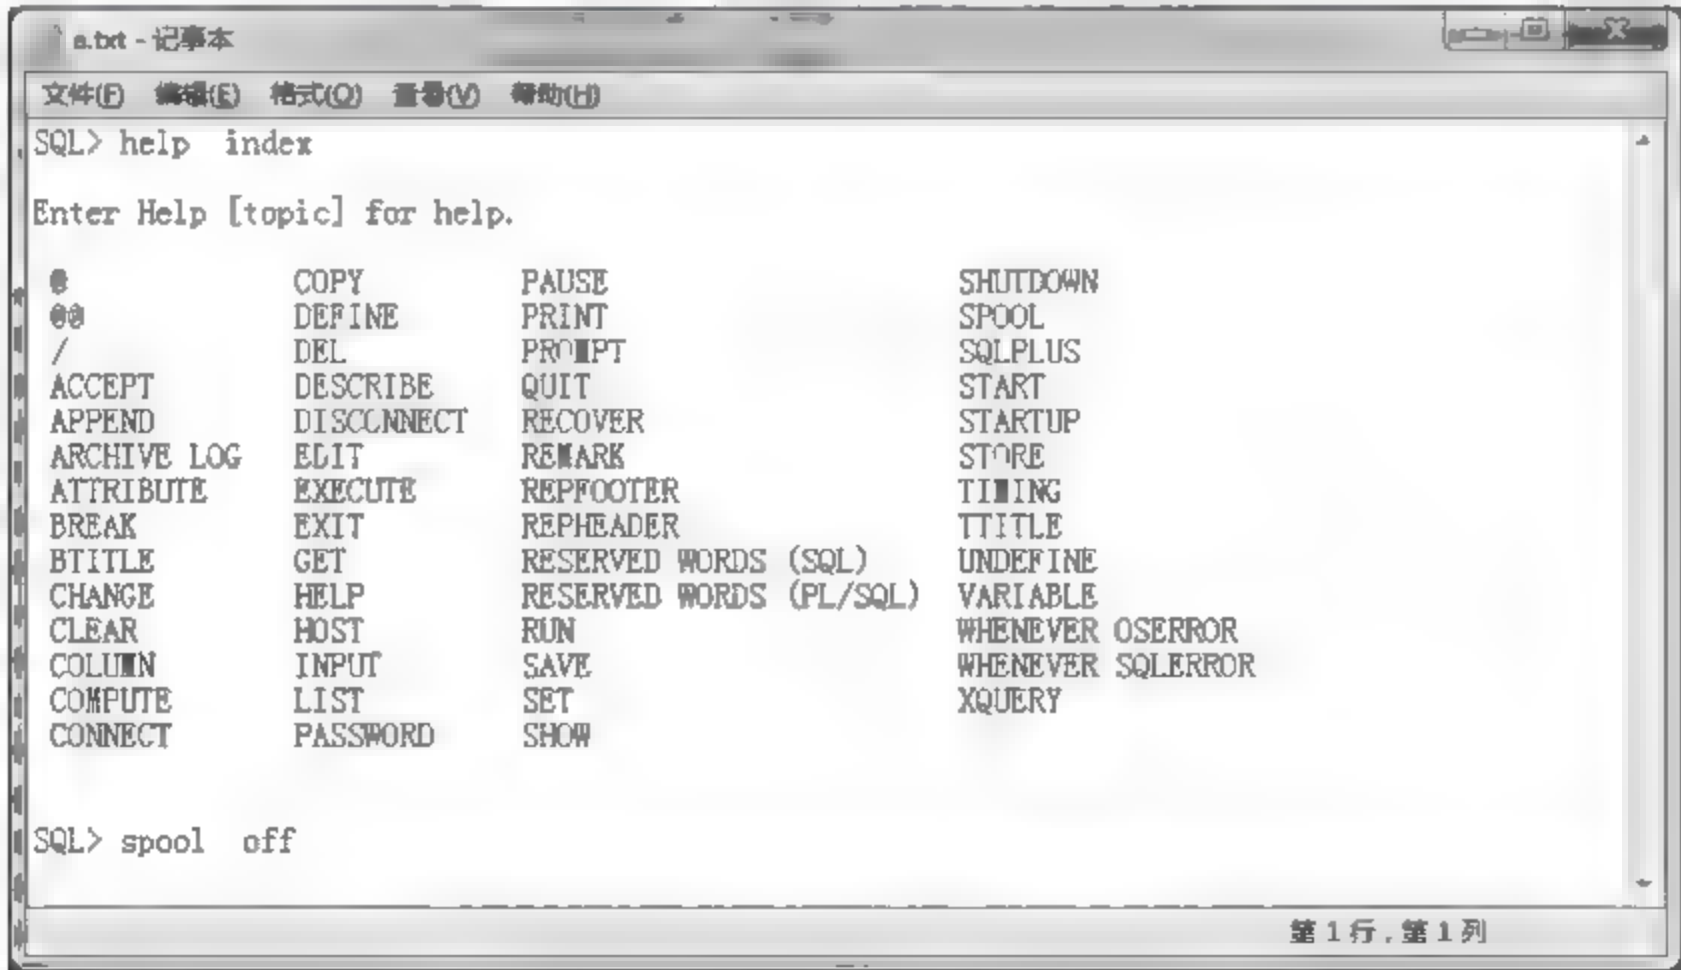 a.txt - 记事本
文件(F) 编辑(E) 格式(O) 查看(V) 帮助(H)
SQL> help  index
Enter Help [topic] for help.
@ COPY PAUSE SHUTDOWN
@@ DEFINE PRINT SPOOL
/ DEL PROMPT SQLPLUS
ACCEPT DESCRIBE QUIT START
APPEND DISCONNECT RECOVER STARTUP
ARCHIVE LOG EDIT REMARK STORE
ATTRIBUTE EXECUTE REPFOOTER TIMING
BREAK EXIT REPHEADER TTITLE
BTITLE GET RESERVED WORDS (SQL) UNDEFINE
CHANGE HELP RESERVED WORDS (PL/SQL) VARIABLE
CLEAR HOST RUN WHENEVER OSERROR
COLUMN INPUT SAVE WHENEVER SQLERROR
COMPUTE LIST SET XQUERY
CONNECT PASSWORD SHOW
SQL> spool  off
第 1 行,第 1 列